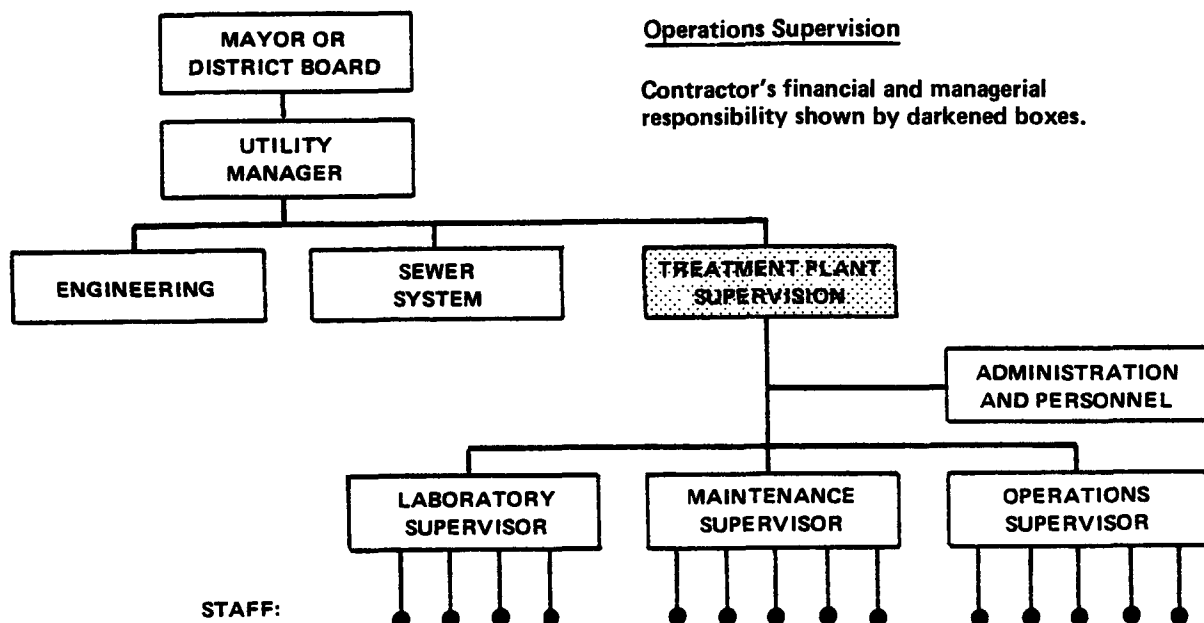 Operations Supervision
Contractor's financial and managerial
responsibility shown by darkened boxes.
MAYOR OR
DISTRICT BOARD
UTILITY
MANAGER
ENGINEERING
SEWER
SYSTEM
TREATMENT PLANT
SUPERVISION
ADMINISTRATION
AND PERSONNEL
LABORATORY
SUPERVISOR
MAINTENANCE
SUPERVISOR
OPERATIONS
SUPERVISOR
STAFF: